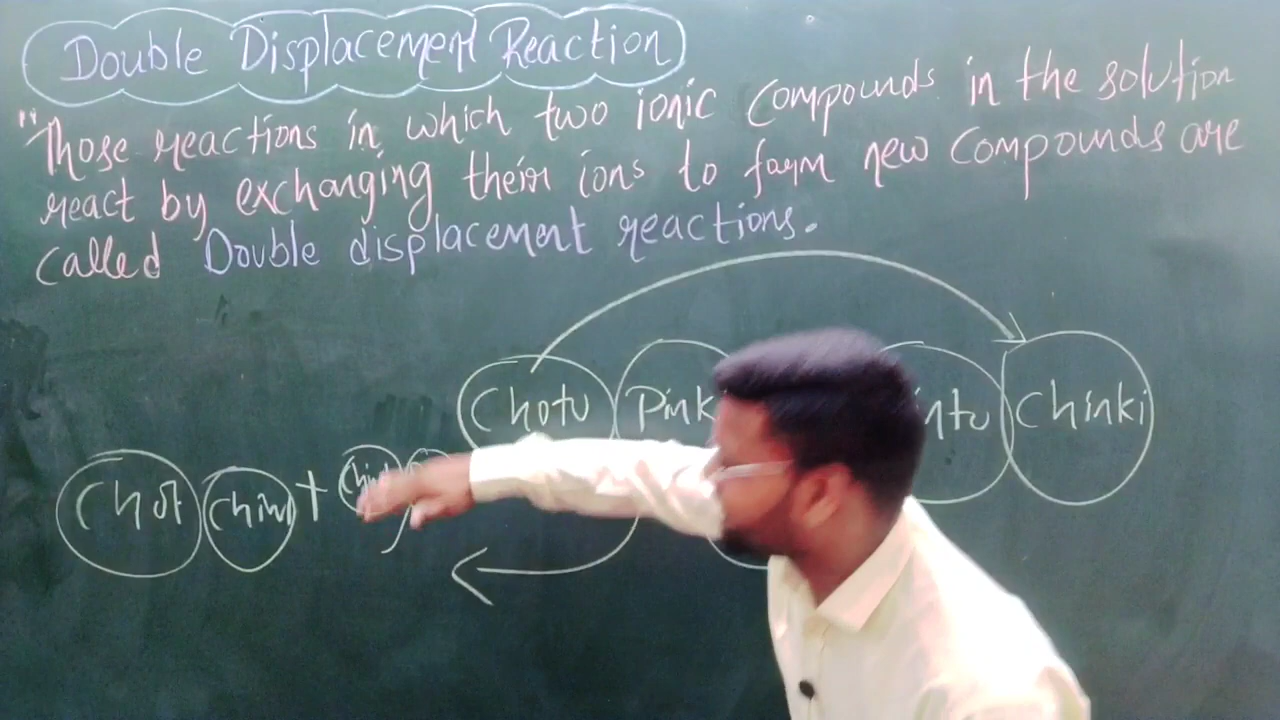 Double Displacement Reaction
"Those reactions in which two ionic compounds in the solution
react by exchanging their ions to form new compounds are
called Double displacement reactions.
Chotu Pink ntu Chinki
Chot Chin +